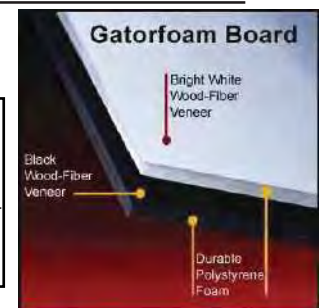 Gatorfoam Board
Bright White
Wood-Fiber
Veneer
Black
Wood-Fiber
Veneer
Durable
Polystyrene
Foam